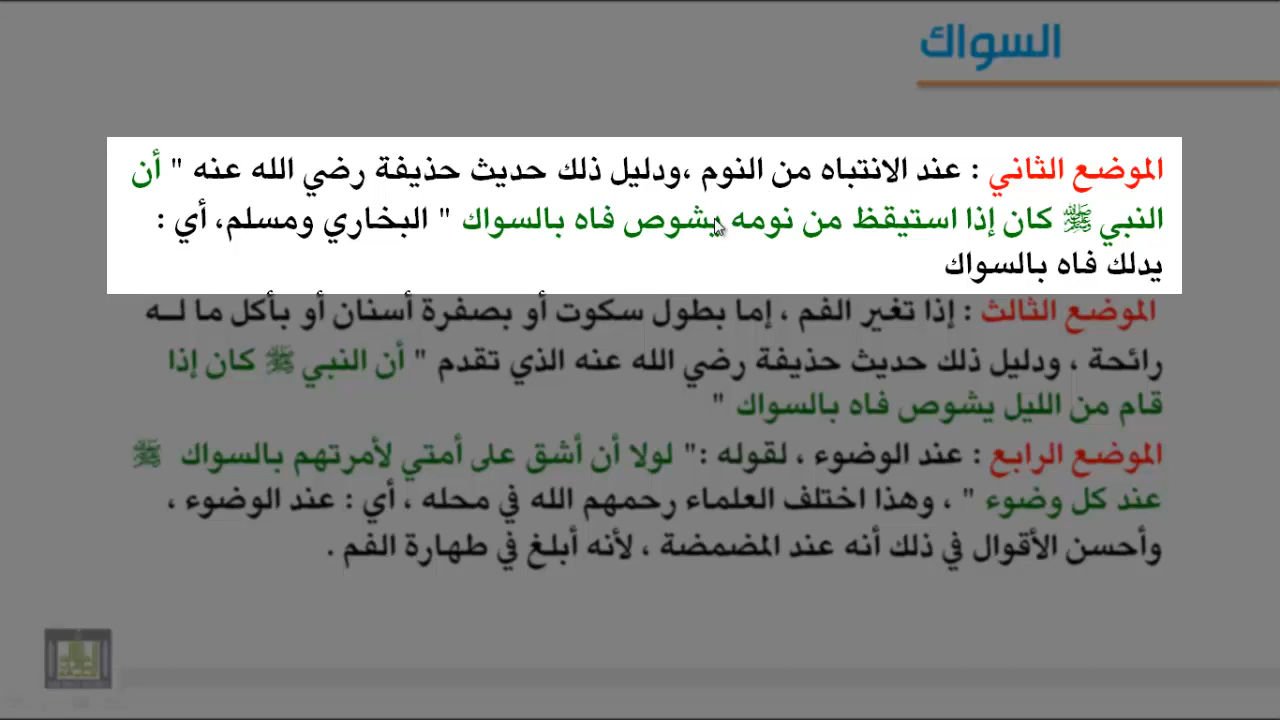 السواك
الموضع الثاني : عند الانتباه من النوم ،ودليل ذلك حديث حذيفة رضي الله عنه " أن
النبي ﷺ كان إذا استيقظ من نومه يشوص فاه بالسواك " البخاري ومسلم، أي :
يدلك فاه بالسواك
الموضع الثالث : إذا تغير الفم ، إما بطول سكوت أو بصفرة أسنان أو بأكل ما لـه
رائحة ، ودليل ذلك حديث حذيفة رضي الله عنه الذي تقدم " أن النبي ﷺ كان إذا
قام من الليل يشوص فاه بالسواك "
الموضع الرابع : عند الوضوء ، لقوله :" لولا أن أشق على أمتي لأمرتهم بالسواك ﷺ
عند كل وضوء " ، وهذا اختلف العلماء رحمهم الله في محله ، أي : عند الوضوء ،
وأحسن الأقوال في ذلك أنه عند المضمضة ، لأنه أبلغ في طهارة الفم .